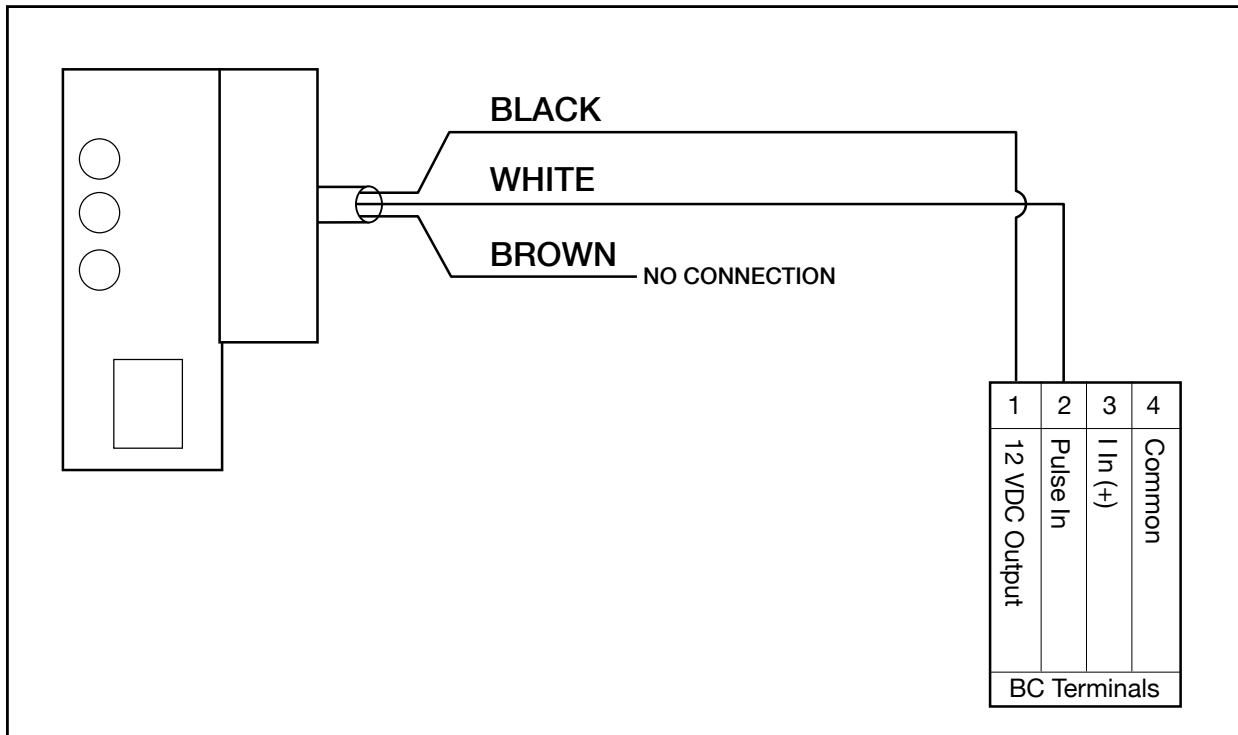 BLACK
WHITE
BROWN
NO CONNECTION
1 2 3 4
12 VDC Output
Pulse In
I In (+)
Common
BC Terminals